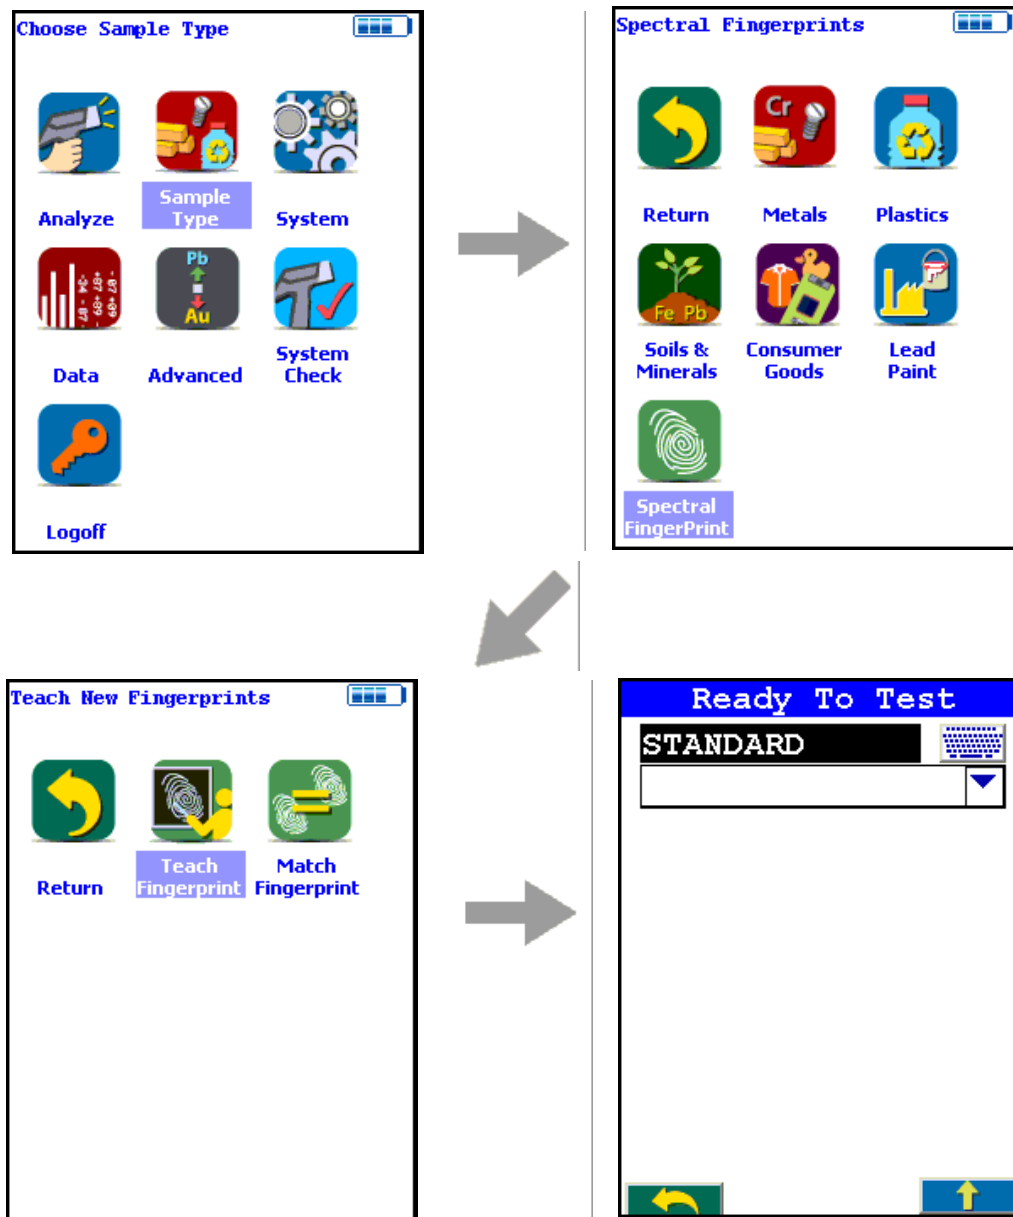 Choose Sample Type
Analyze
Sample
Type
System
Pb
Au
Data
Advanced
System
Check
Logoff
Spectral Fingerprints
Cr
Return
Metals
Plastics
Fe Pb
Soils &
Minerals
Consumer
Goods
Lead
Paint
Spectral
FingerPrint
Teach New Fingerprints
Return
Teach
Fingerprint
Match
Fingerprint
Ready To Test
STANDARD